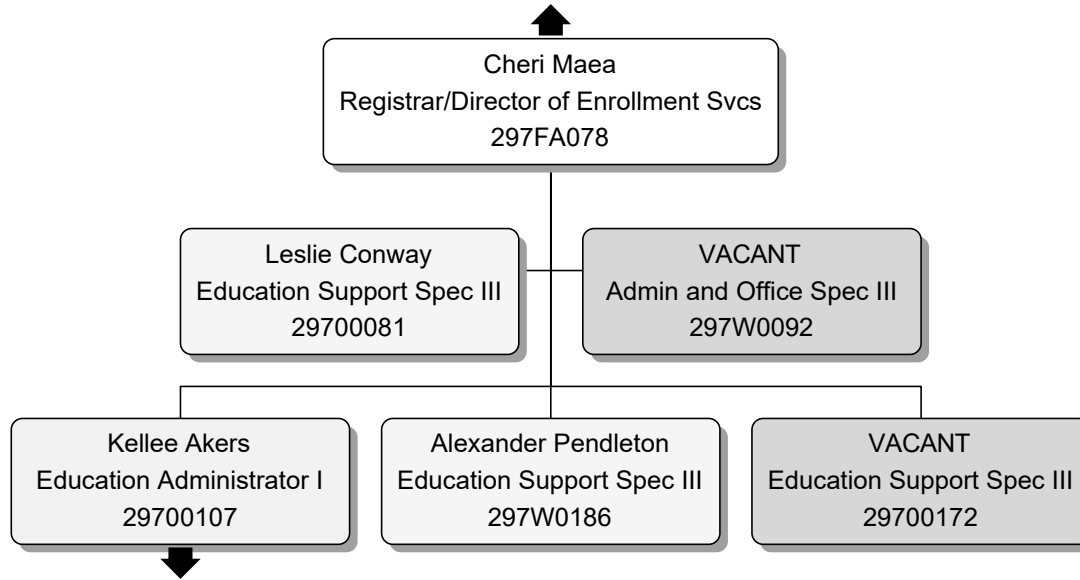 Cheri Maea
Registrar/Director of Enrollment Svcs
297FA078
Leslie Conway
Education Support Spec III
29700081
VACANT
Admin and Office Spec III
297W0092
Kellee Akers
Education Administrator I
29700107
Alexander Pendleton
Education Support Spec III
297W0186
VACANT
Education Support Spec III
29700172